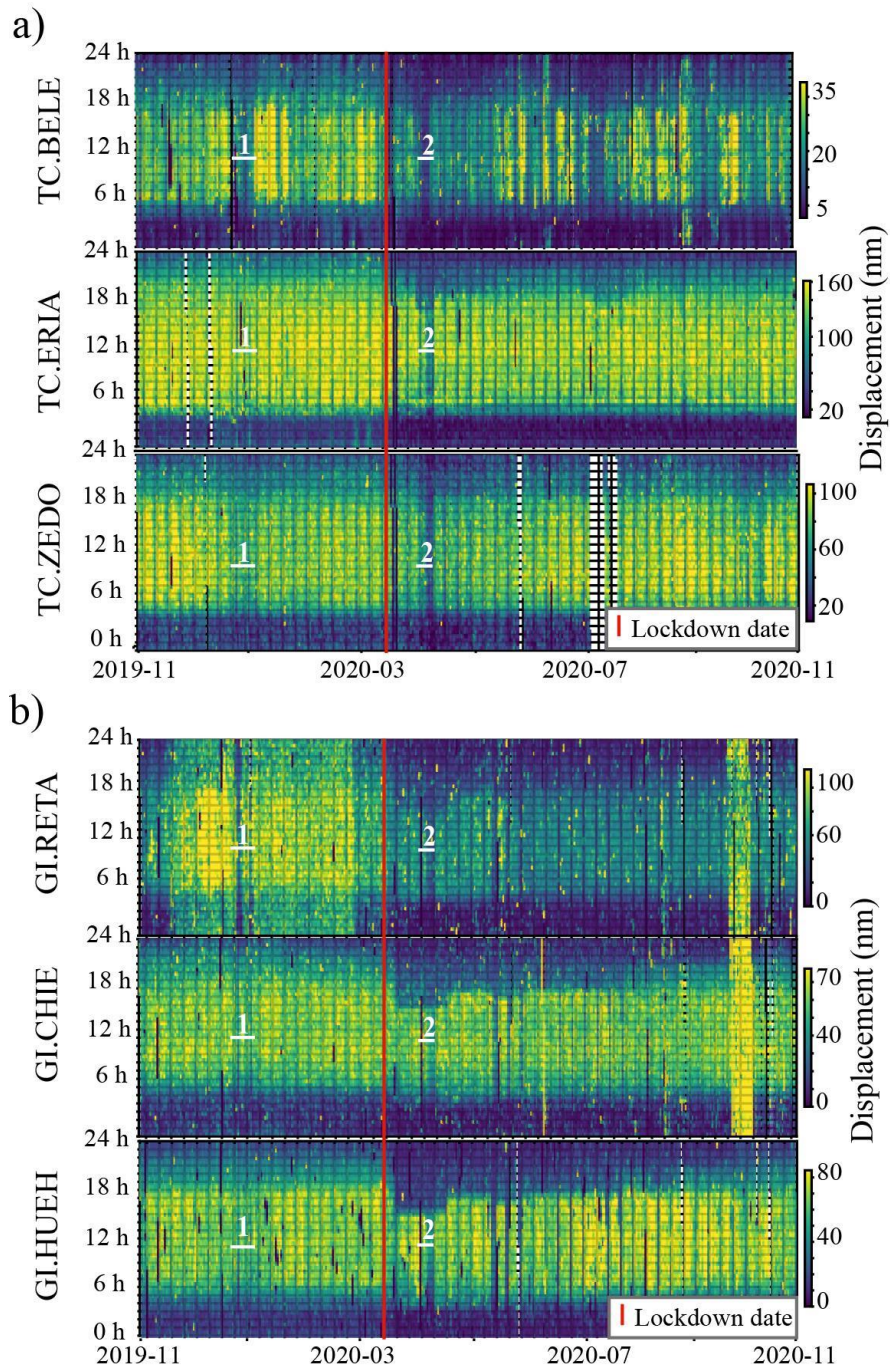 a)
24 h
18 h
12 h
6 h
TC.BELE
1
2
35
20
5
24 h
18 h
12 h
6 h
TC.ERIA
1
2
160
100
20
Displacement (nm)
24 h
18 h
12 h
6 h
0 h
TC.ZEDO
1
2
100
60
20
Lockdown date
2019-11
2020-03
2020-07
2020-11
b)
24 h
18 h
12 h
6 h
GI.RETA
1
2
100
60
0
24 h
18 h
12 h
6 h
GI.CHIE
1
2
70
40
0
Displacement (nm)
24 h
18 h
12 h
6 h
0 h
GI.HUEH
1
2
80
40
0
Lockdown date
2019-11
2020-03
2020-07
2020-11